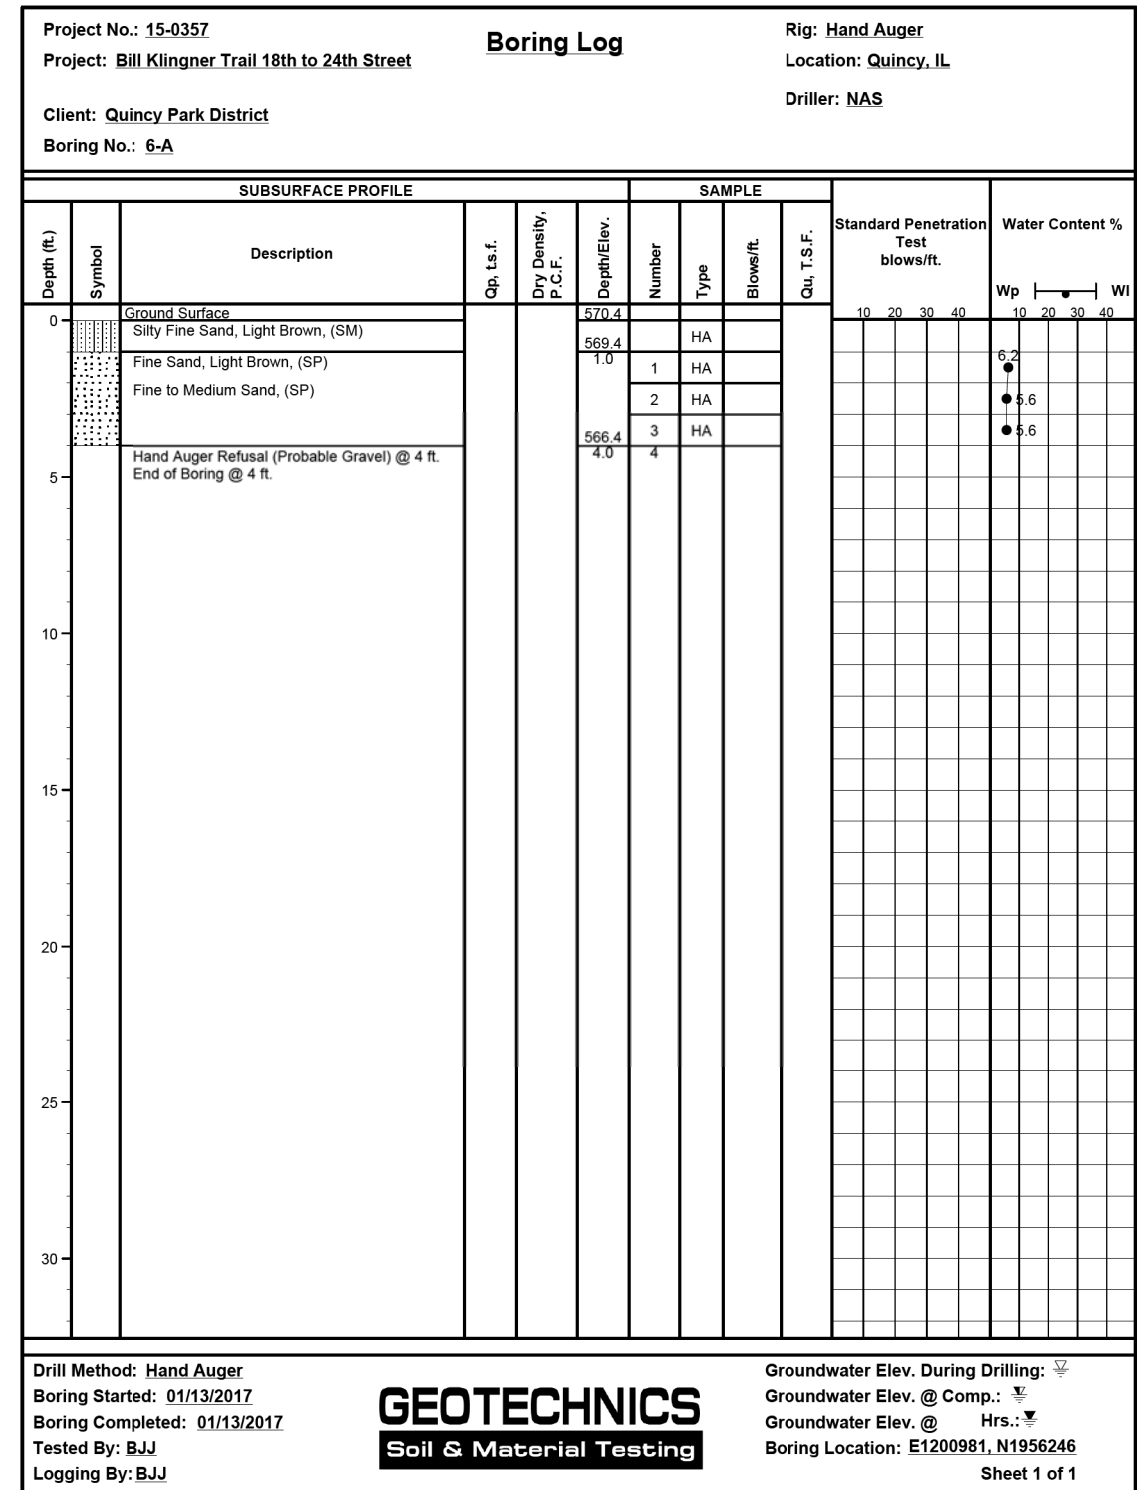 Project No.: 15-0357
Boring Log
Rig: Hand Auger
Project: Bill Klingner Trail 18th to 24th Street
Location: Quincy, IL
Driller: NAS
Client: Quincy Park District
Boring No.: 6-A
SUBSURFACE PROFILE
SAMPLE
Depth (ft.)
Symbol
Description
Qp, t.s.f.
Dry Density, P.C.F.
Depth/Elev.
Number
Type
Blows/ft.
Qu, T.S.F.
Standard Penetration
Test
blows/ft.
10 20 30 40
Water Content %
Wp Wl
10 20 30 40
0
Ground Surface 570.4
Silty Fine Sand, Light Brown, (SM) HA
569.4
1.0
Fine Sand, Light Brown, (SP) 1 HA 6.2
Fine to Medium Sand, (SP) 2 HA 5.6
566.4 3 HA 5.6
4.0 4
Hand Auger Refusal (Probable Gravel) @ 4 ft.
End of Boring @ 4 ft.
5
10
15
20
25
30
Drill Method: Hand Auger
Boring Started: 01/13/2017
Boring Completed: 01/13/2017
Tested By: BJJ
Logging By: BJJ
GEOTECHNICS
Soil & Material Testing
Groundwater Elev. During Drilling:
Groundwater Elev. @ Comp.:
Groundwater Elev. @ Hrs.:
Boring Location: E1200981, N1956246
Sheet 1 of 1